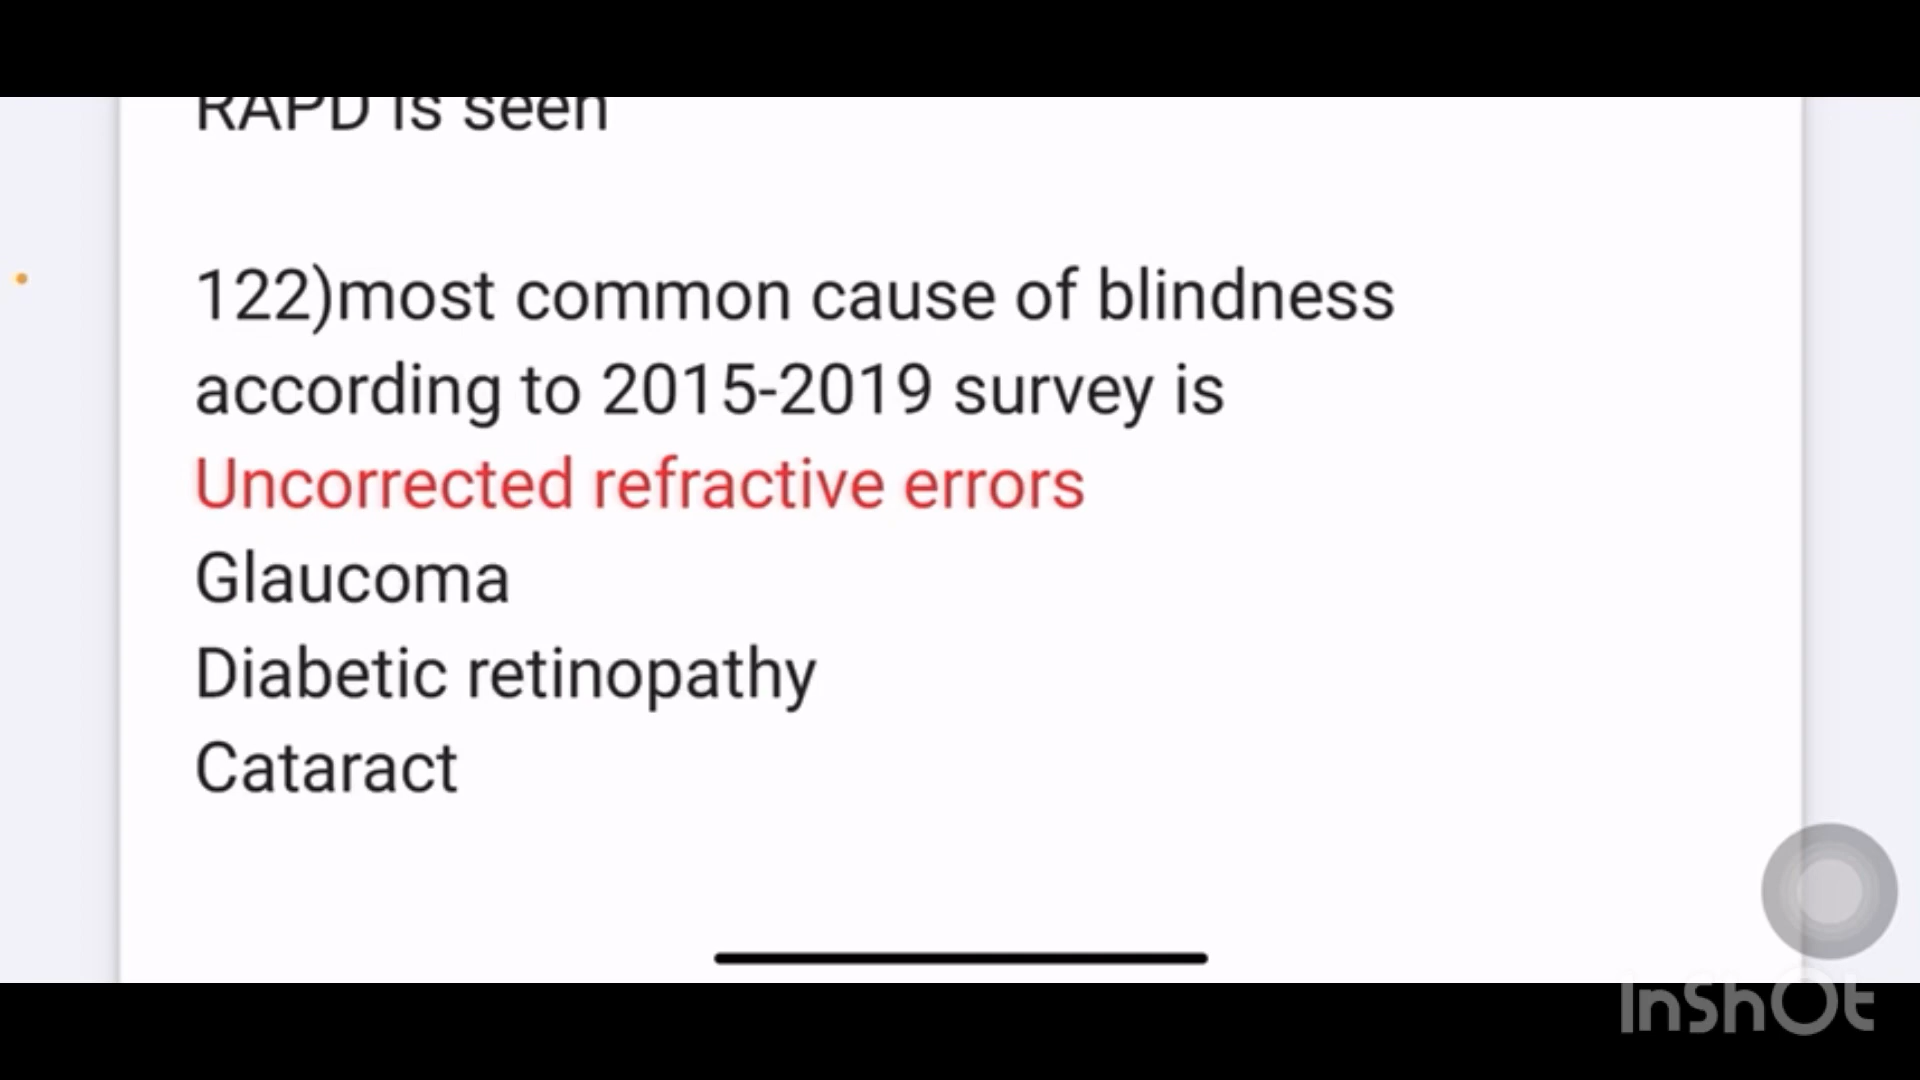 RAPD is seen
122)most common cause of blindness
according to 2015-2019 survey is
Uncorrected refractive errors
Glaucoma
Diabetic retinopathy
Cataract
InShOt